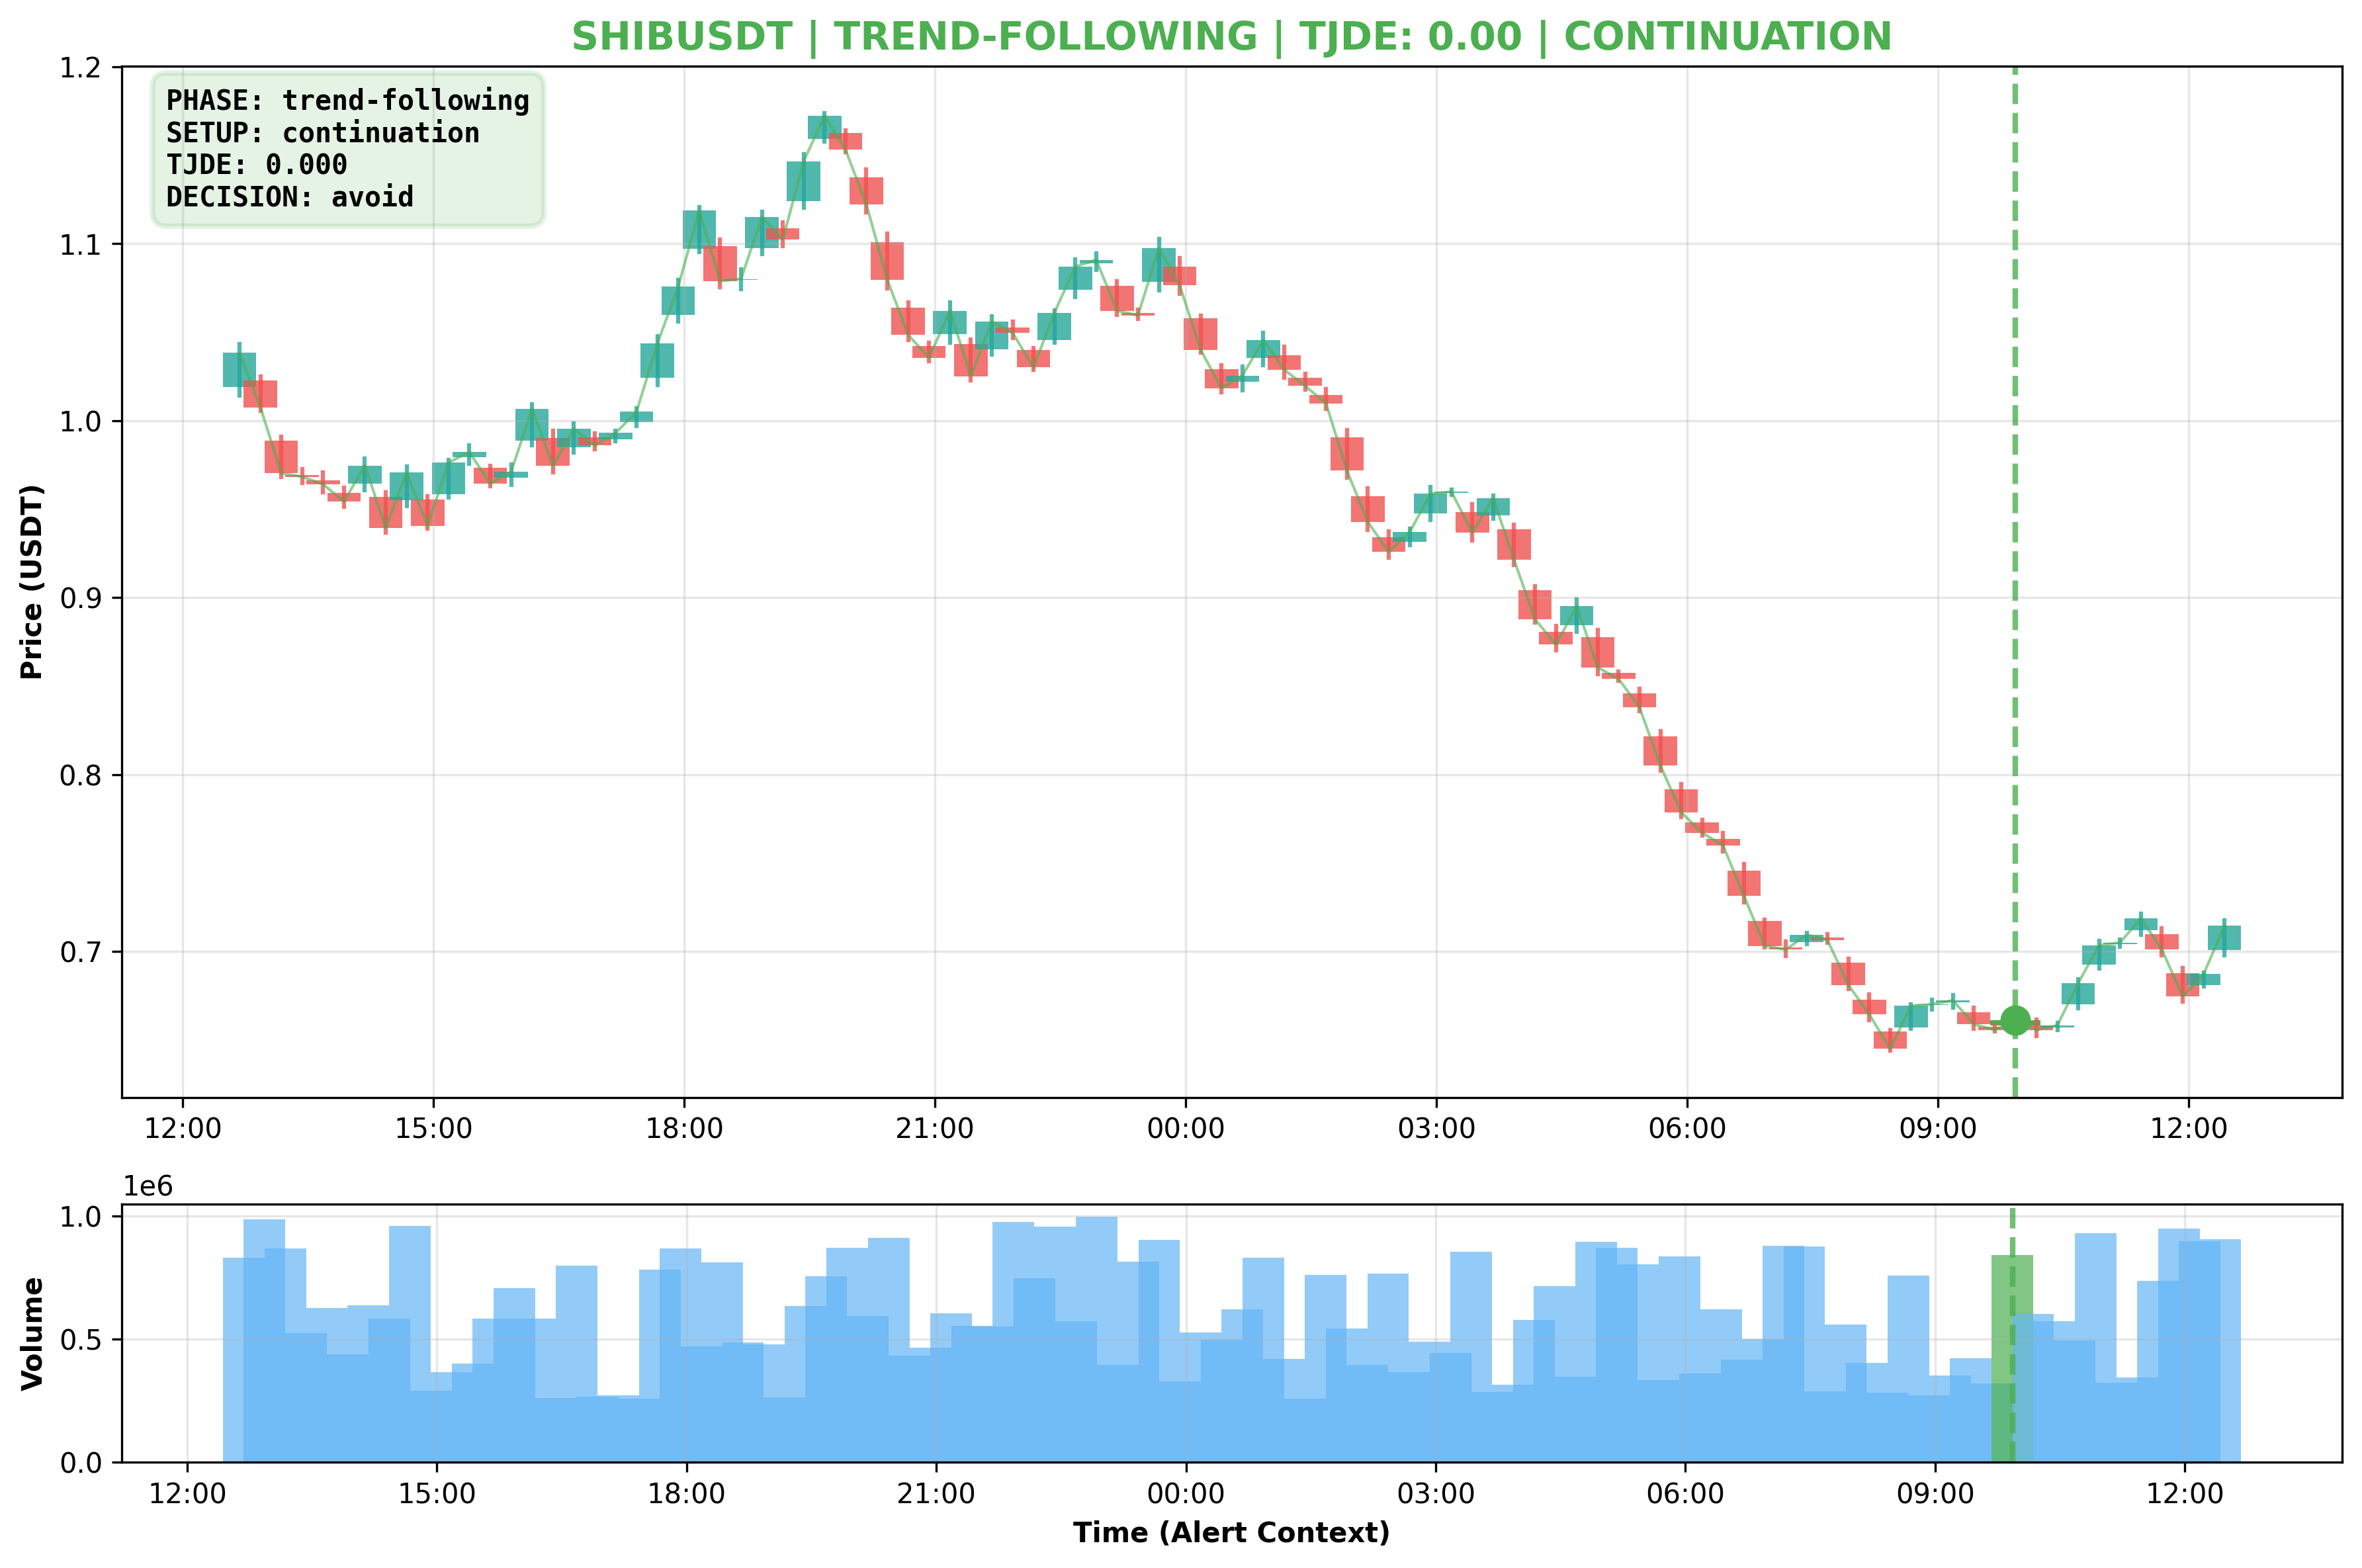 SHIBUSDT | TREND-FOLLOWING | TJDE: 0.00 | CONTINUATION
PHASE: trend-following
SETUP: continuation
TJDE: 0.000
DECISION: avoid
Price (USDT)
1.2
1.1
1.0
0.9
0.8
0.7
12:00 15:00 18:00 21:00 00:00 03:00 06:00 09:00 12:00
1e6
Volume
1.0
0.5
0.0
12:00 15:00 18:00 21:00 00:00 03:00 06:00 09:00 12:00
Time (Alert Context)